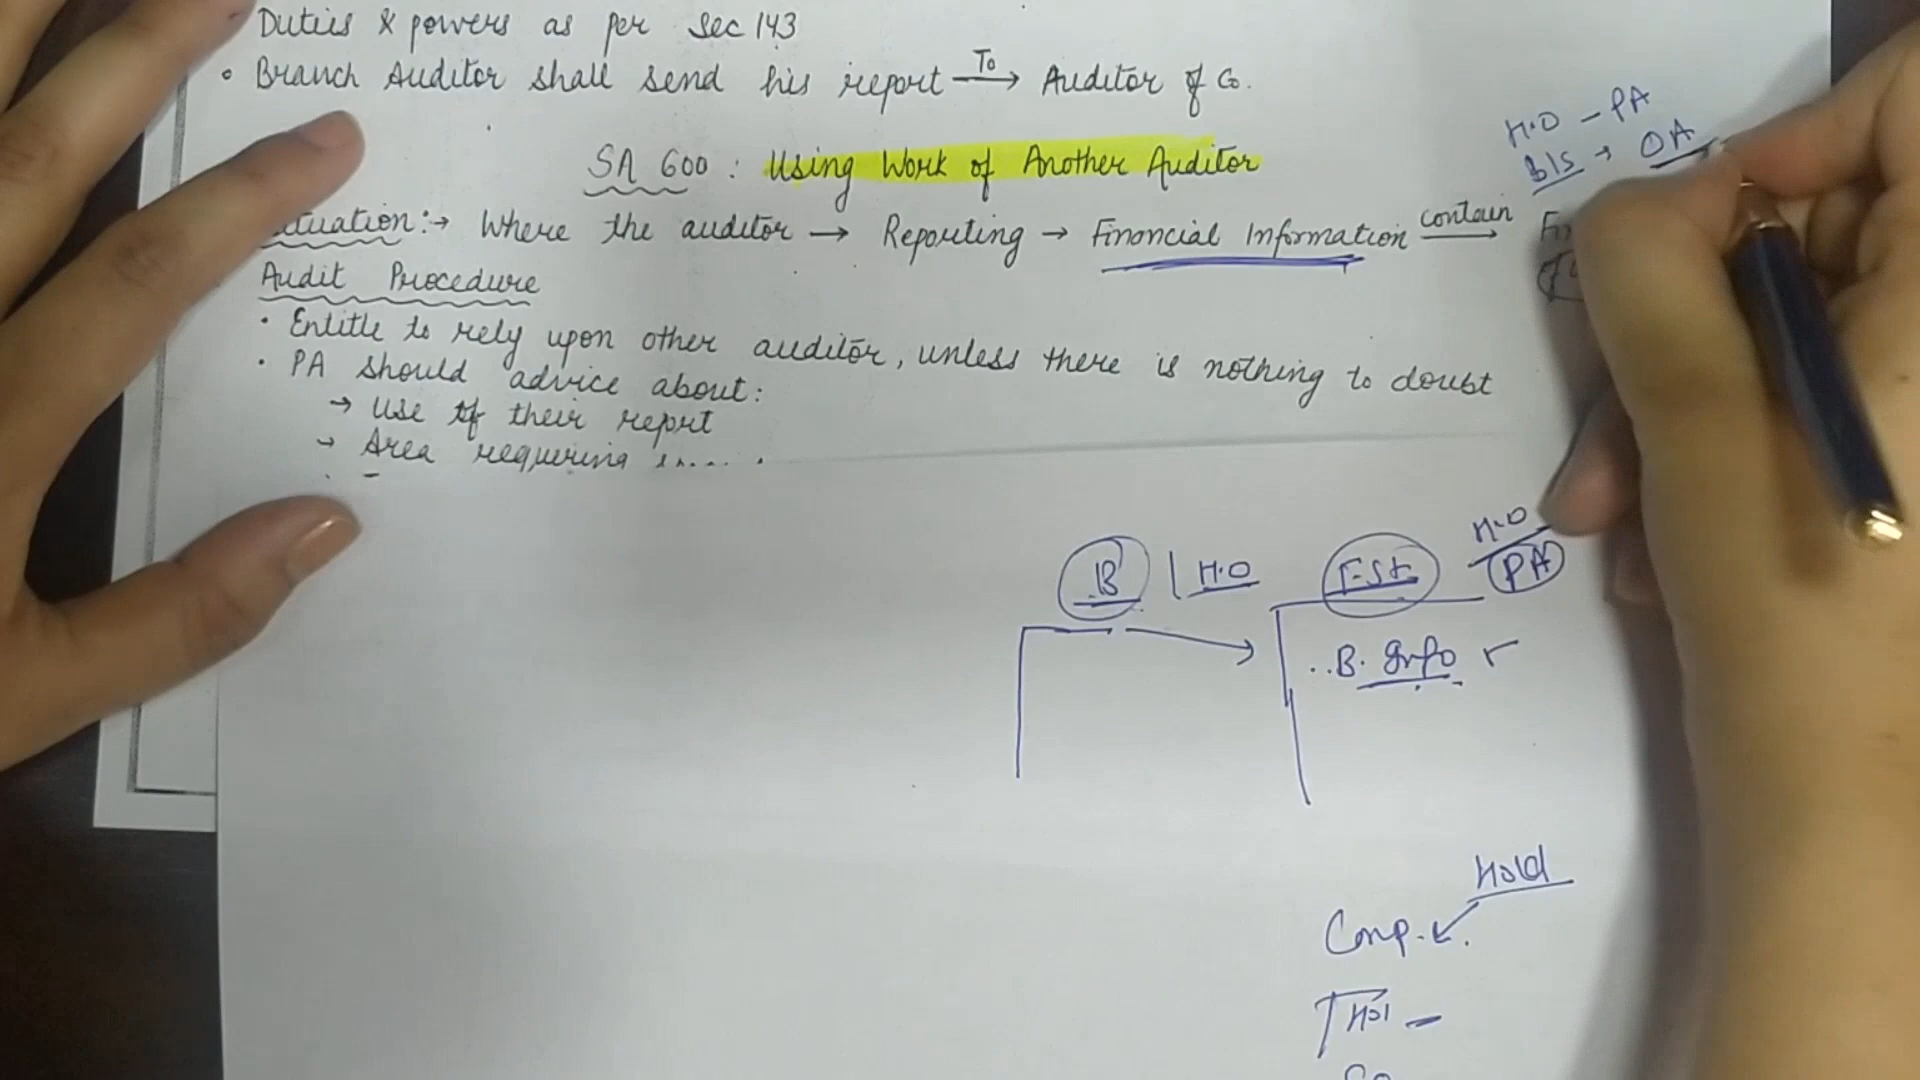 Duties & powers as per Sec 143
• Branch Auditor shall send his report To → Auditor of Co.
H.O - PA
B/S → OA
SA 600 : Using Work of Another Auditor
tuation :→ Where the auditor → Reporting → Financial Information contain →
Audit Procedure
• Entitle to rely upon other auditor, unless there is nothing to doubt
• PA should advice about :
→ Use of their report
→ Area requiring
B | H.O F.St. H.O
PA
..B. Info
Hold
Comp.